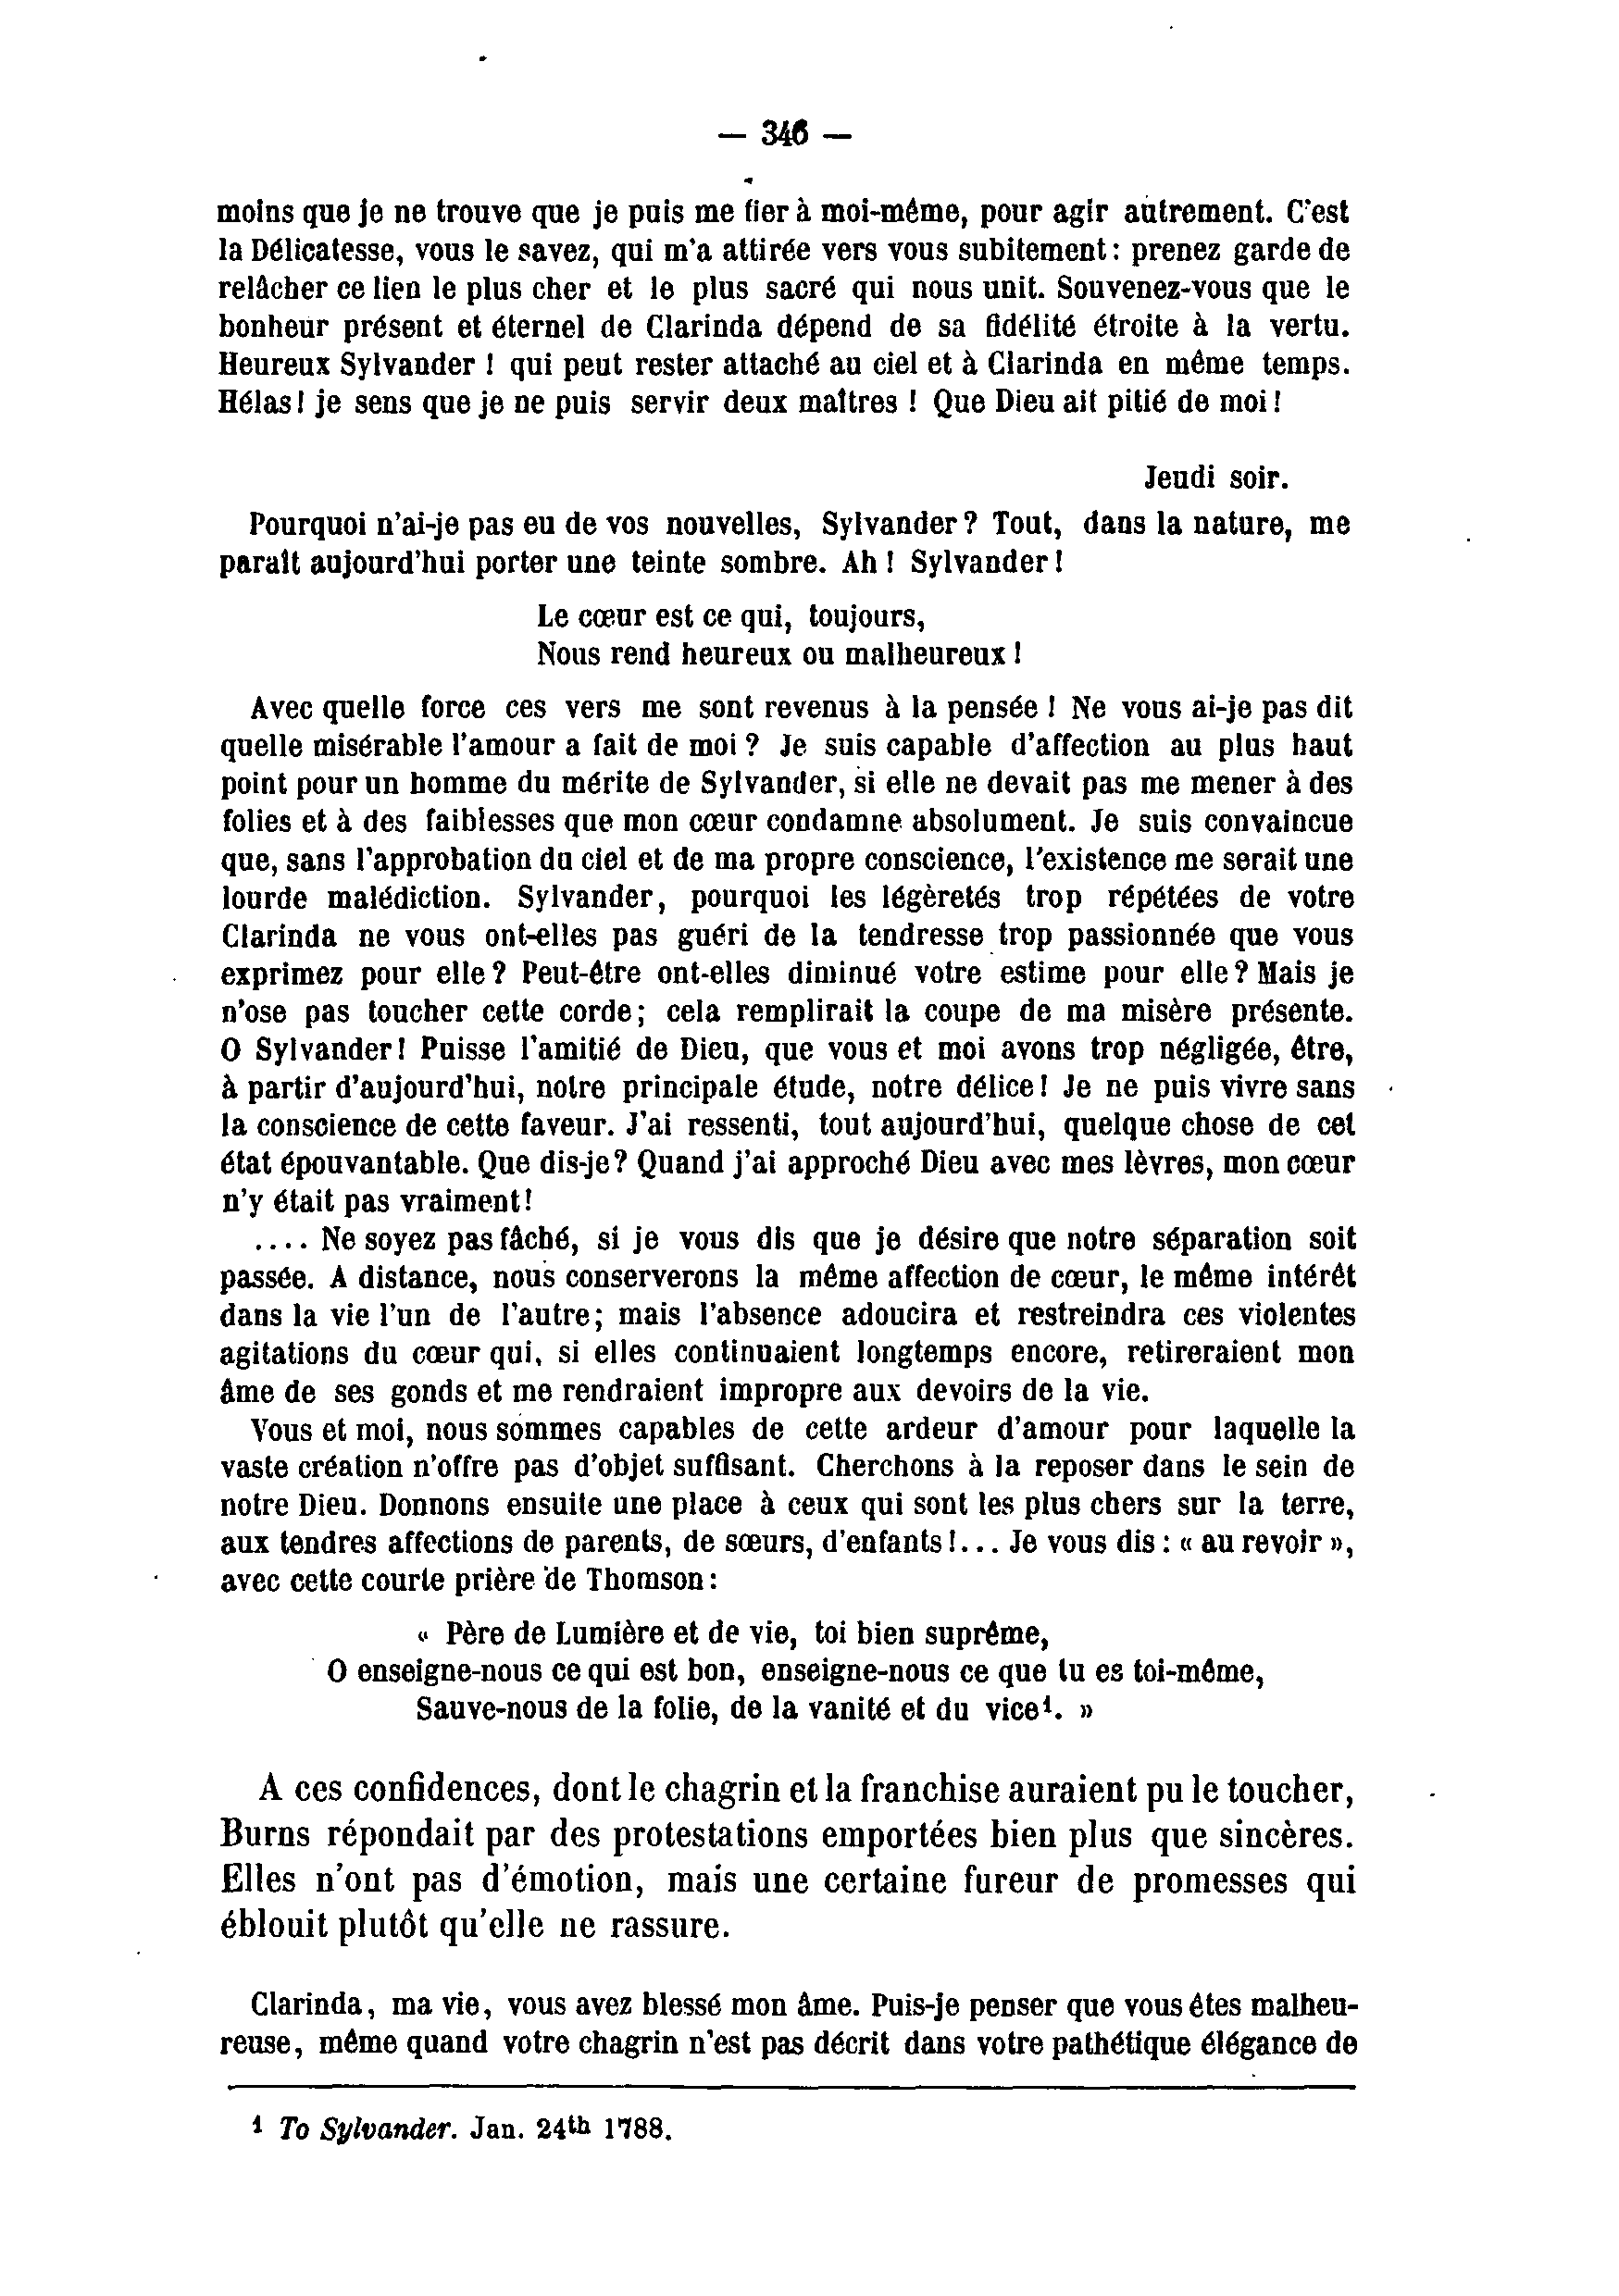 — 346 —
moins que je ne trouve que je puis me fier à moi-même, pour agir autrement. C'est
la Délicatesse, vous le savez, qui m'a attirée vers vous subitement : prenez garde de
relâcher ce lien le plus cher et le plus sacré qui nous unit. Souvenez-vous que le
bonheur présent et éternel de Clarinda dépend de sa fidélité étroite à la vertu.
Heureux Sylvander ! qui peut rester attaché au ciel et à Clarinda en même temps.
Hélas ! je sens que je ne puis servir deux maîtres ! Que Dieu ait pitié de moi !
Jeudi soir.
Pourquoi n'ai-je pas eu de vos nouvelles, Sylvander ? Tout, dans la nature, me
paraît aujourd'hui porter une teinte sombre. Ah ! Sylvander !
Le cœur est ce qui, toujours,
Nous rend heureux ou malheureux !
Avec quelle force ces vers me sont revenus à la pensée ! Ne vous ai-je pas dit
quelle misérable l'amour a fait de moi ? Je suis capable d'affection au plus haut
point pour un homme du mérite de Sylvander, si elle ne devait pas me mener à des
folies et à des faiblesses que mon cœur condamne absolument. Je suis convaincue
que, sans l'approbation du ciel et de ma propre conscience, l'existence me serait une
lourde malédiction. Sylvander, pourquoi les légèretés trop répétées de votre
Clarinda ne vous ont-elles pas guéri de la tendresse trop passionnée que vous
exprimez pour elle ? Peut-être ont-elles diminué votre estime pour elle ? Mais je
n'ose pas toucher cette corde ; cela remplirait la coupe de ma misère présente.
O Sylvander ! Puisse l'amitié de Dieu, que vous et moi avons trop négligée, être,
à partir d'aujourd'hui, notre principale étude, notre délice ! Je ne puis vivre sans
la conscience de cette faveur. J'ai ressenti, tout aujourd'hui, quelque chose de cet
état épouvantable. Que dis-je ? Quand j'ai approché Dieu avec mes lèvres, mon cœur
n'y était pas vraiment !
.... Ne soyez pas fâché, si je vous dis que je désire que notre séparation soit
passée. A distance, nous conserverons la même affection de cœur, le même intérêt
dans la vie l'un de l'autre ; mais l'absence adoucira et restreindra ces violentes
agitations du cœur qui, si elles continuaient longtemps encore, retireraient mon
âme de ses gonds et me rendraient impropre aux devoirs de la vie.
Vous et moi, nous sommes capables de cette ardeur d'amour pour laquelle la
vaste création n'offre pas d'objet suffisant. Cherchons à la reposer dans le sein de
notre Dieu. Donnons ensuite une place à ceux qui sont les plus chers sur la terre,
aux tendres affections de parents, de sœurs, d'enfants !... Je vous dis : « au revoir »,
avec cette courte prière de Thomson :
« Père de Lumière et de vie, toi bien suprême,
O enseigne-nous ce qui est bon, enseigne-nous ce que tu es toi-même,
Sauve-nous de la folie, de la vanité et du vice¹. »
A ces confidences, dont le chagrin et la franchise auraient pu le toucher,
Burns répondait par des protestations emportées bien plus que sincères.
Elles n'ont pas d'émotion, mais une certaine fureur de promesses qui
éblouit plutôt qu'elle ne rassure.
Clarinda, ma vie, vous avez blessé mon âme. Puis-je penser que vous êtes malheu-
reuse, même quand votre chagrin n'est pas décrit dans votre pathétique élégance de
¹ To Sylvander. Jan. 24th 1788.